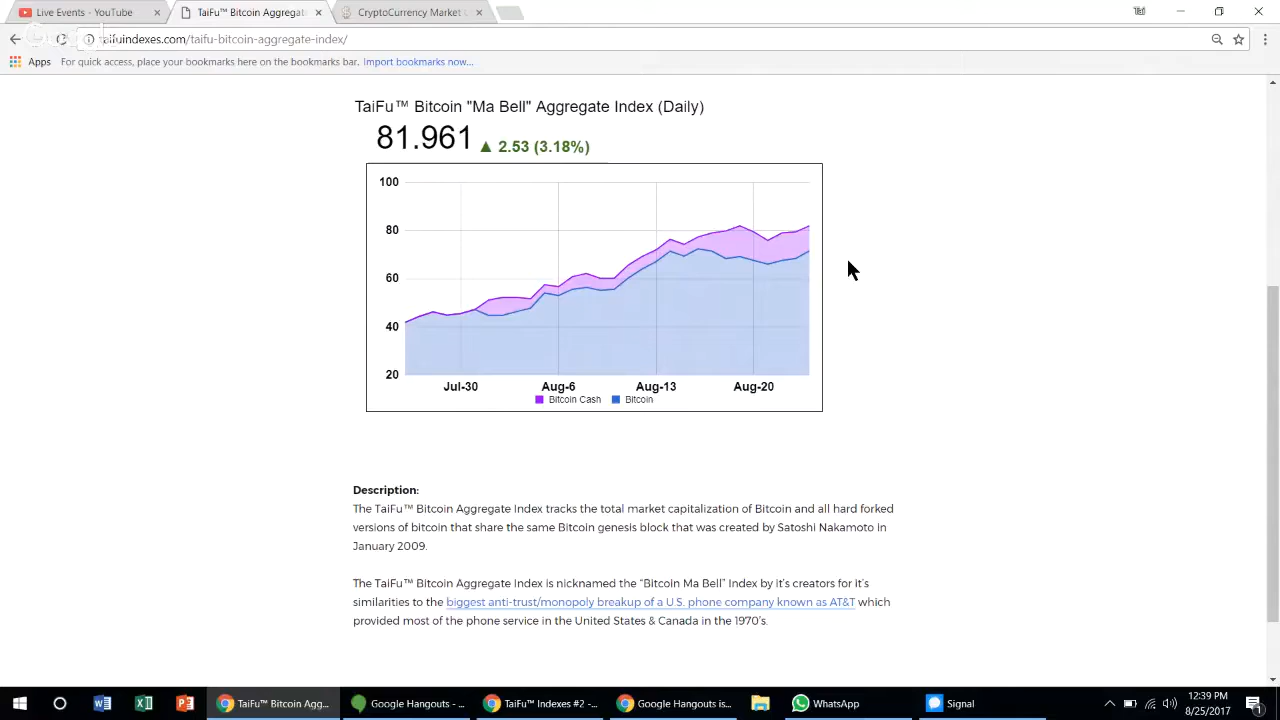 Live Events - YouTube
TaiFu™ Bitcoin Aggregate
CryptoCurrency Market
taifuindexes.com/taifu-bitcoin-aggregate-index/
Apps For quick access, place your bookmarks here on the bookmarks bar. Import bookmarks now...
TaiFu™ Bitcoin "Ma Bell" Aggregate Index (Daily)
81.961 ▲ 2.53 (3.18%)
100
80
60
40
20
Jul-30 Aug-6 Aug-13 Aug-20
Bitcoin Cash Bitcoin
Description:
The TaiFu™ Bitcoin Aggregate Index tracks the total market capitalization of Bitcoin and all hard forked
versions of bitcoin that share the same Bitcoin genesis block that was created by Satoshi Nakamoto in
January 2009.
The TaiFu™ Bitcoin Aggregate Index is nicknamed the "Bitcoin Ma Bell" Index by it's creators for it's
similarities to the biggest anti-trust/monopoly breakup of a U.S. phone company known as AT&T which
provided most of the phone service in the United States & Canada in the 1970's.
TaiFu™ Bitcoin Agg...
Google Hangouts - ...
TaiFu™ Indexes #2 - ...
Google Hangouts is...
WhatsApp
Signal
12:39 PM
8/25/2017